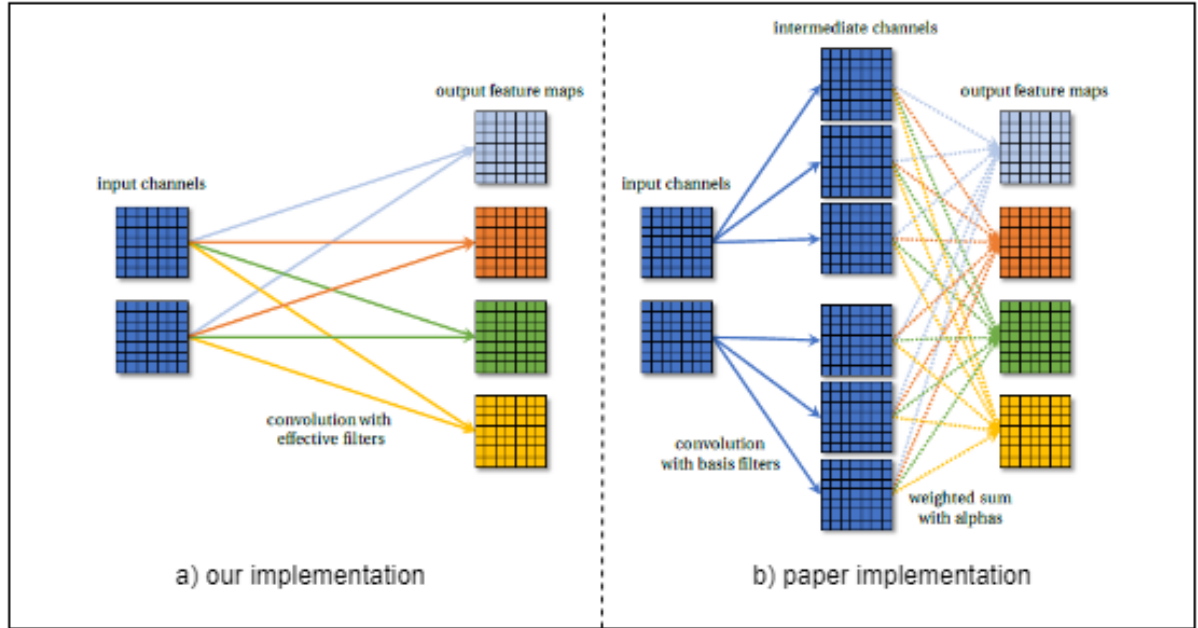 output feature maps
input channels
convolution with
effective filters
a) our implementation
intermediate channels
output feature maps
input channels
convolution
with basis filters
weighted sum
with alphas
b) paper implementation